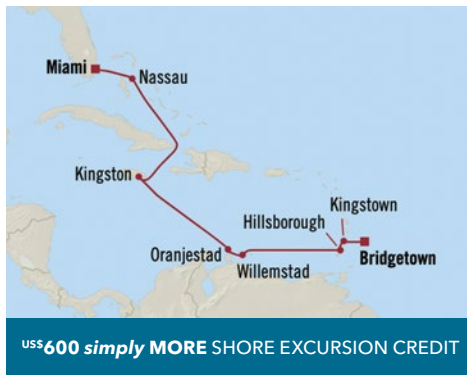 Miami
Nassau
Kingston
Kingstown
Hillsborough
Oranjestad
Willemstad
Bridgetown
US$600 simply MORE SHORE EXCURSION CREDIT